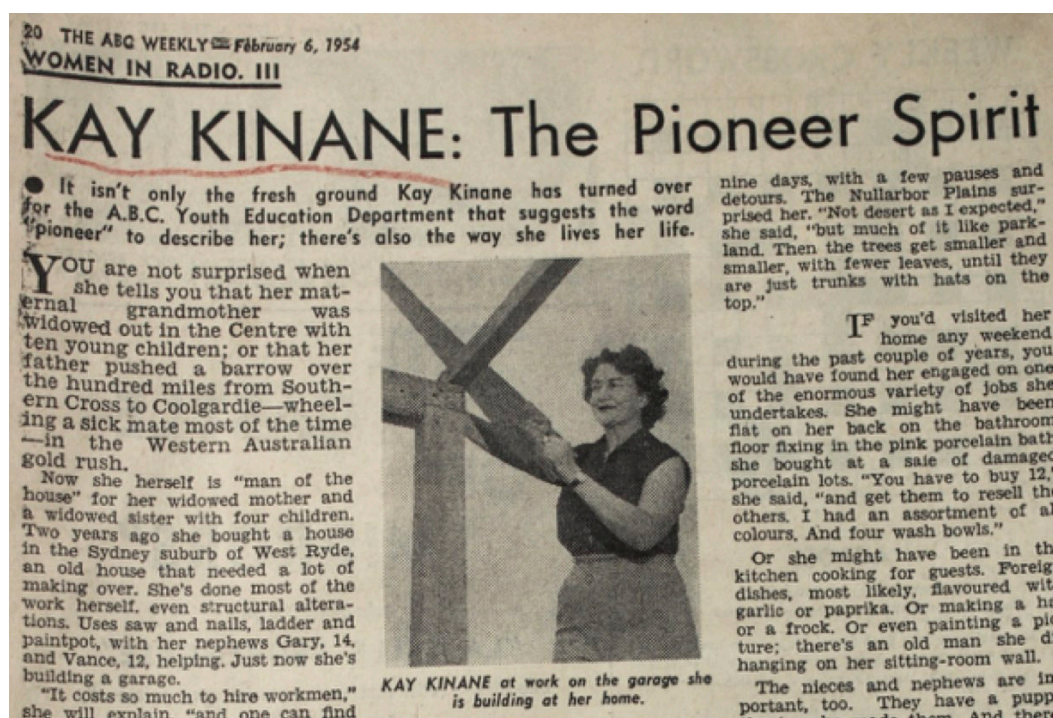 20 THE ABC WEEKLY February 6, 1954
WOMEN IN RADIO. III
KAY KINANE: The Pioneer Spirit
● It isn't only the fresh ground Kay Kinane has turned over
for the A.B.C. Youth Education Department that suggests the word
"pioneer" to describe her; there's also the way she lives her life.
YOU are not surprised when
she tells you that her mat-
ernal grandmother was
widowed out in the Centre with
ten young children; or that her
father pushed a barrow over
the hundred miles from South-
ern Cross to Coolgardie—wheel-
ing a sick mate most of the time
—in the Western Australian
gold rush.
Now she herself is "man of the
house" for her widowed mother and
a widowed sister with four children.
Two years ago she bought a house
in the Sydney suburb of West Ryde,
an old house that needed a lot of
making over. She's done most of the
work herself, even structural altera-
tions. Uses saw and nails, ladder and
paintpot, with her nephews Gary, 14,
and Vance, 12, helping. Just now she's
building a garage.
"It costs so much to hire workmen,"
she will explain, "and one can find
KAY KINANE at work on the garage she
is building at her home.
nine days, with a few pauses and
detours. The Nullarbor Plains sur-
prised her. "Not desert as I expected,"
she said, "but much of it like park-
land. Then the trees get smaller and
smaller, with fewer leaves, until they
are just trunks with hats on the
top."
IF you'd visited her
home any weekend
during the past couple of years, you
would have found her engaged on one
of the enormous variety of jobs she
undertakes. She might have been
flat on her back on the bathroom
floor fixing in the pink porcelain bath
she bought at a sale of damaged
porcelain lots. "You have to buy 12,"
she said, "and get them to resell the
others. I had an assortment of
colours. And four wash bowls."
Or she might have been in
kitchen cooking for guests.
dishes, most likely, flavoured
garlic or paprika. Or making a
or a frock. Or even painting a
ture; there's an old man she
hanging on her sitting-room wall.
The nieces and nephews are
portant, too. They have a